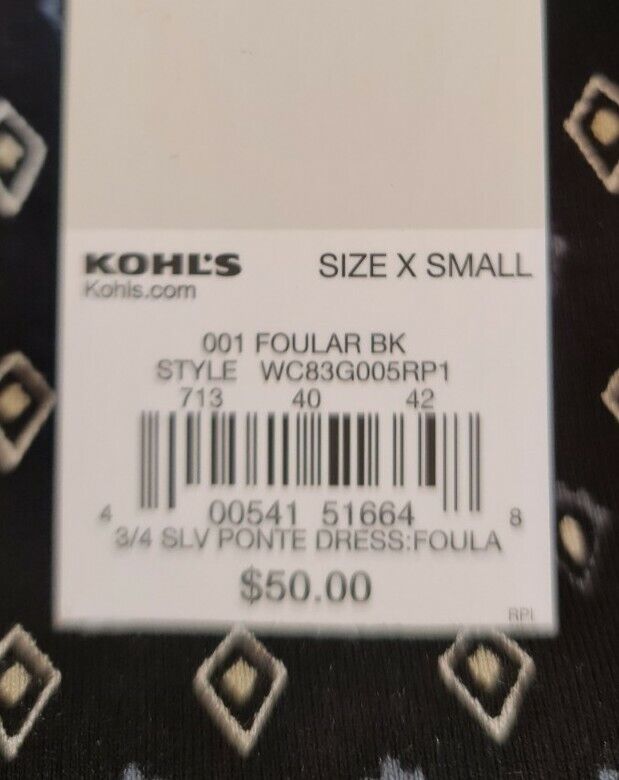 KOHL'S SIZE X SMALL
Kohls.com
001 FOULAR BK
STYLE WC83G005RP1
713 40 42
4 00541 51664 8
3/4 SLV PONTE DRESS:FOULA
$50.00
RPI